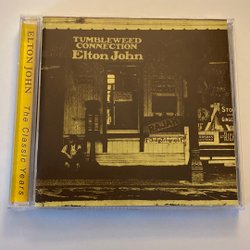 ELTON JOHN The Classic Years
TUMBLEWEED
CONNECTION
Elton John